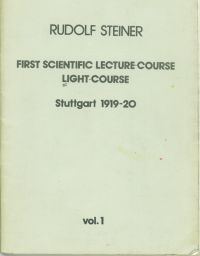 RUDOLF STEINER
FIRST SCIENTIFIC LECTURE-COURSE
LIGHT-COURSE
Stuttgart 1919-20
vol.1